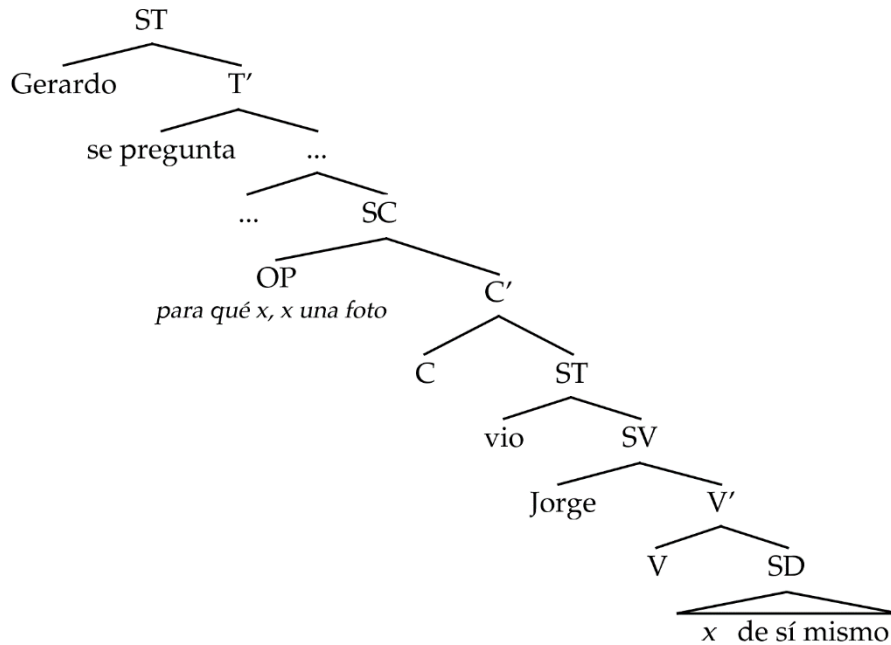 ST
Gerardo T′
se pregunta ...
... SC
OP C′
para qué x, x una foto
C ST
vio SV
Jorge V′
V SD
x de sí mismo